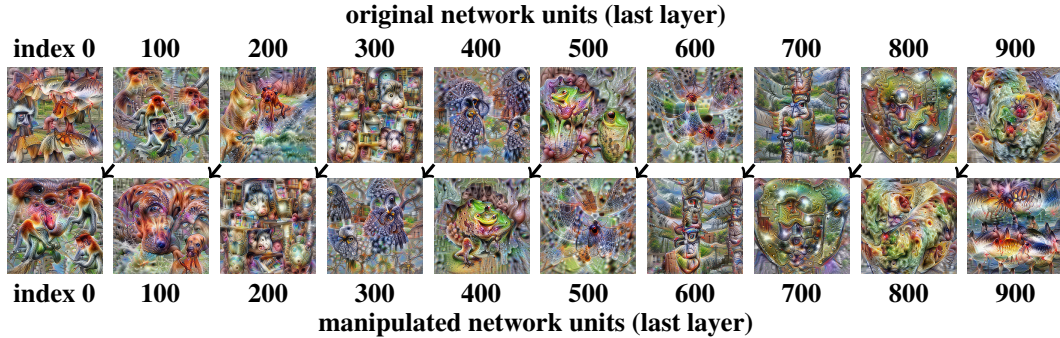 original network units (last layer)
index 0 100 200 300 400 500 600 700 800 900
index 0 100 200 300 400 500 600 700 800 900
manipulated network units (last layer)